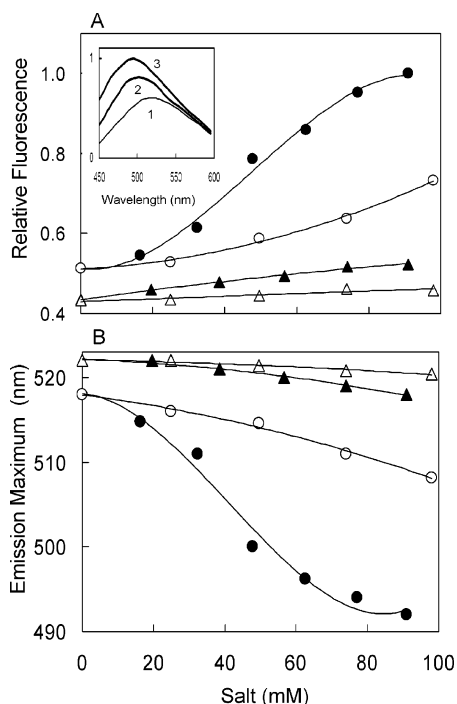 A
1.0
0.8
0.6
0.4
Relative Fluorescence
1
0
3
2
1
450 500 550 600
Wavelength (nm)
B
520
510
500
490
Emission Maximum (nm)
0 20 40 60 80 100
Salt (mM)